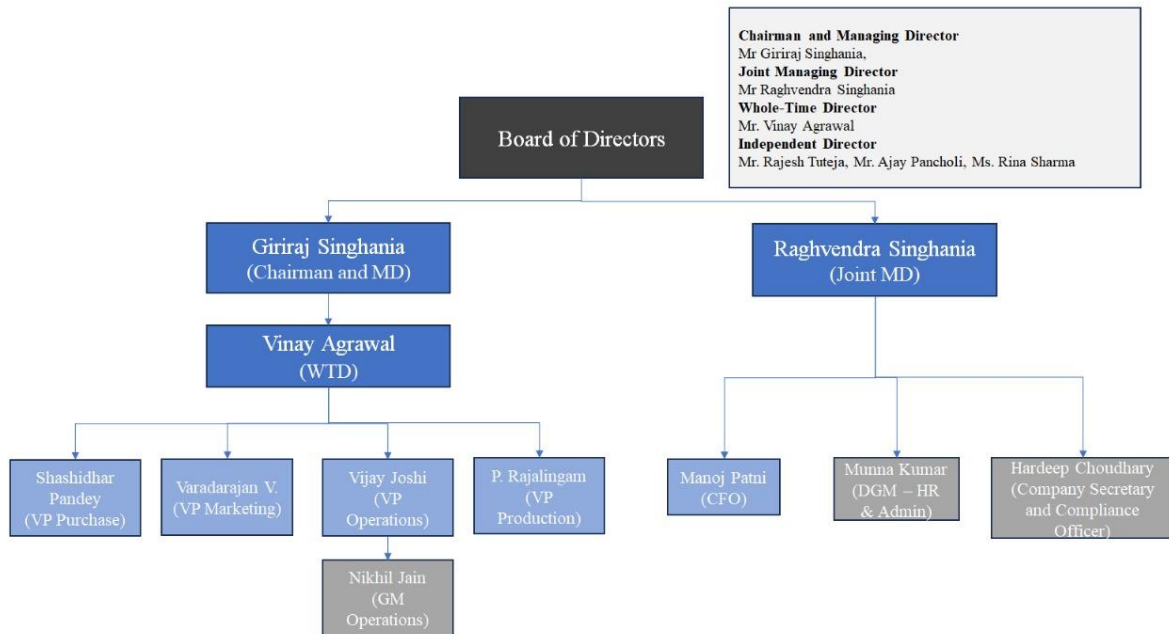 Chairman and Managing Director
Mr Giriraj Singhania,
Joint Managing Director
Mr Raghvendra Singhania
Whole-Time Director
Mr. Vinay Agrawal
Independent Director
Mr. Rajesh Tuteja, Mr. Ajay Pancholi, Ms. Rina Sharma
Board of Directors
Giriraj Singhania
(Chairman and MD)
Raghvendra Singhania
(Joint MD)
Vinay Agrawal
(WTD)
Shashidhar
Pandey
(VP Purchase)
Varadarajan V.
(VP Marketing)
Vijay Joshi
(VP
Operations)
P. Rajalingam
(VP
Production)
Manoj Patni
(CFO)
Munna Kumar
(DGM – HR
& Admin)
Hardeep Choudhary
(Company Secretary
and Compliance
Officer)
Nikhil Jain
(GM
Operations)